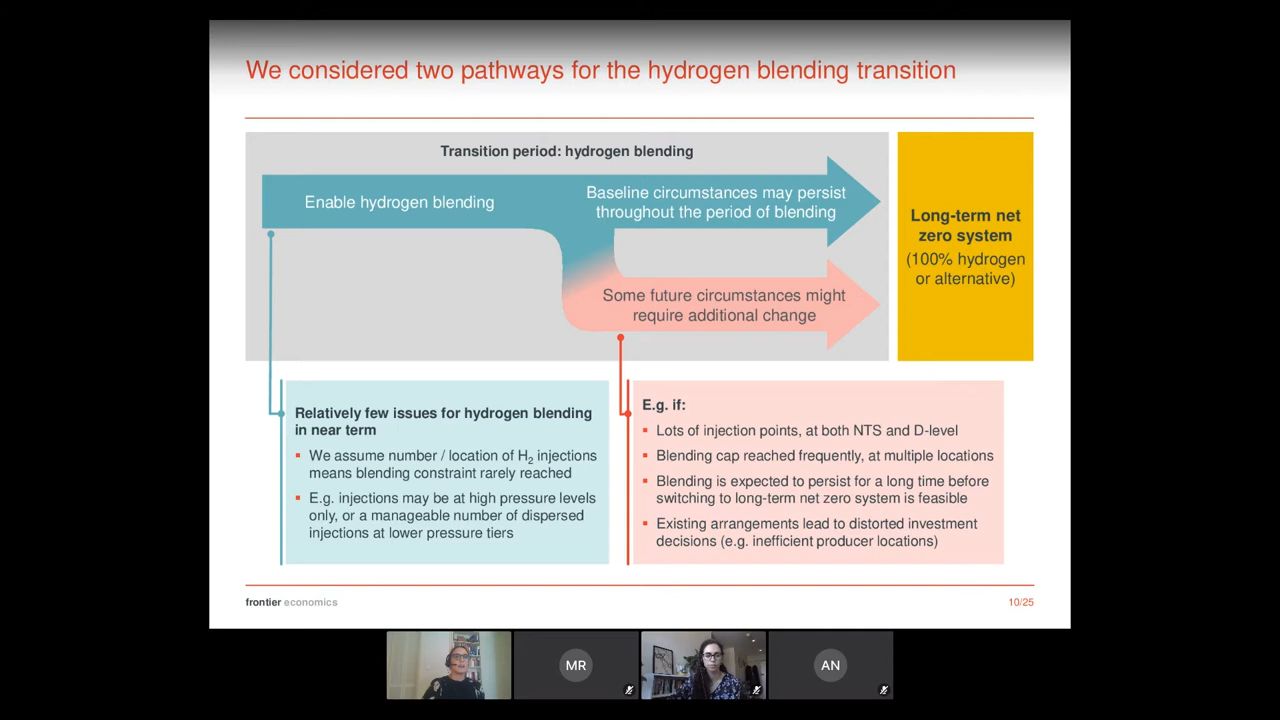 We considered two pathways for the hydrogen blending transition
Transition period: hydrogen blending
Enable hydrogen blending
Baseline circumstances may persist
throughout the period of blending
Some future circumstances might
require additional change
Long-term net
zero system
(100% hydrogen
or alternative)
Relatively few issues for hydrogen blending
in near term
▪ We assume number / location of H₂ injections
means blending constraint rarely reached
▪ E.g. injections may be at high pressure levels
only, or a manageable number of dispersed
injections at lower pressure tiers
E.g. if:
▪ Lots of injection points, at both NTS and D-level
▪ Blending cap reached frequently, at multiple locations
▪ Blending is expected to persist for a long time before
switching to long-term net zero system is feasible
▪ Existing arrangements lead to distorted investment
decisions (e.g. inefficient producer locations)
frontier economics
10/25
MR
AN